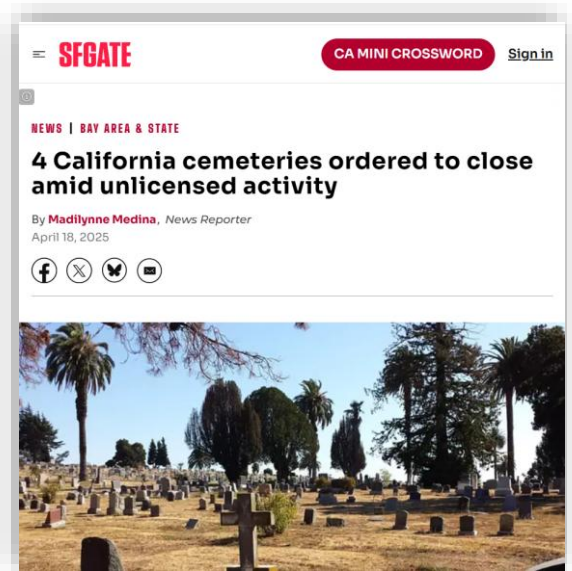 SFGATE
CA MINI CROSSWORD
Sign in
NEWS | BAY AREA & STATE
4 California cemeteries ordered to close
amid unlicensed activity
By Madilynne Medina, News Reporter
April 18, 2025